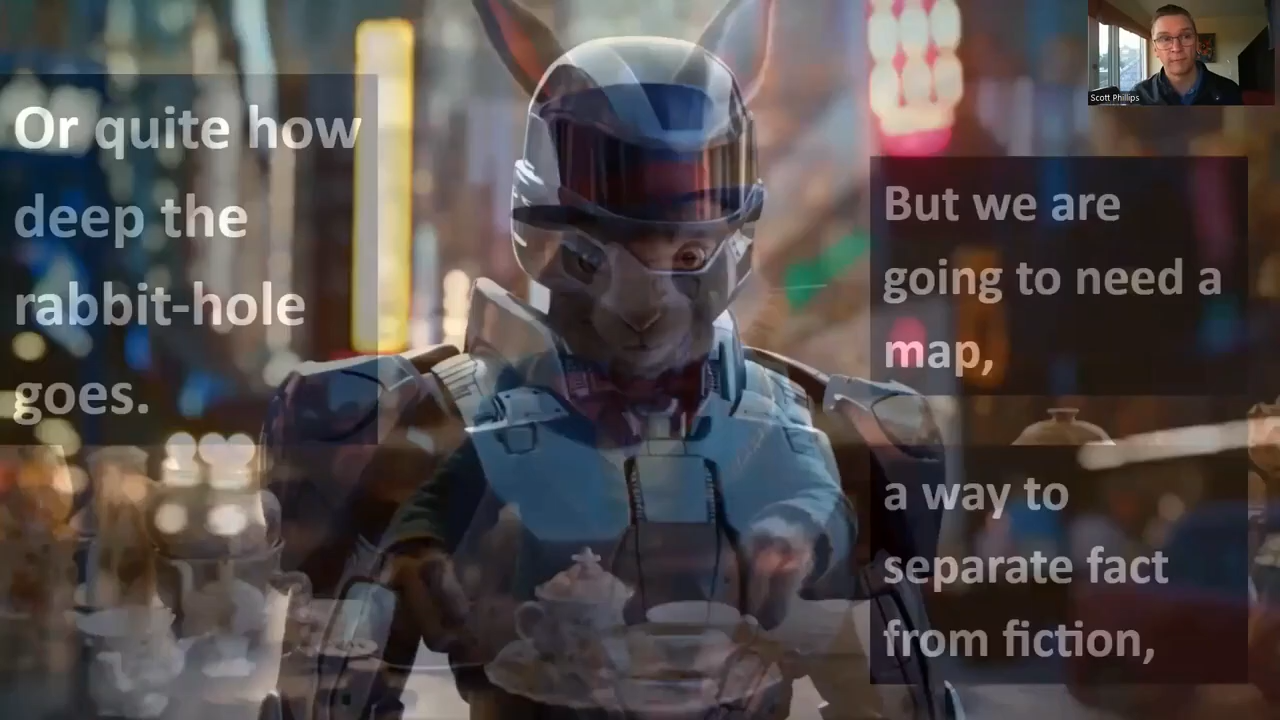 Scott Phillips
Or quite how
deep the
rabbit-hole
goes.
But we are
going to need a
map,
a way to
separate fact
from fiction,